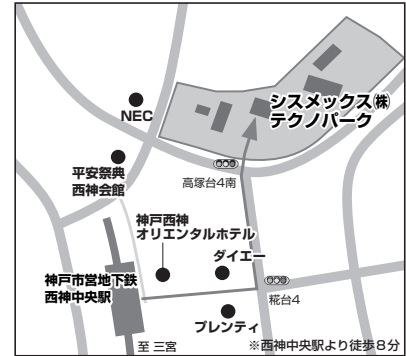 NEC
シスメックス㈱
テクノパーク
平安祭典
西神会館
高塚台4南
神戸西神
オリエンタルホテル
ダイエー
神戸市営地下鉄
西神中央駅
糀台4
プレンティ
至 三宮
※西神中央駅より徒歩8分